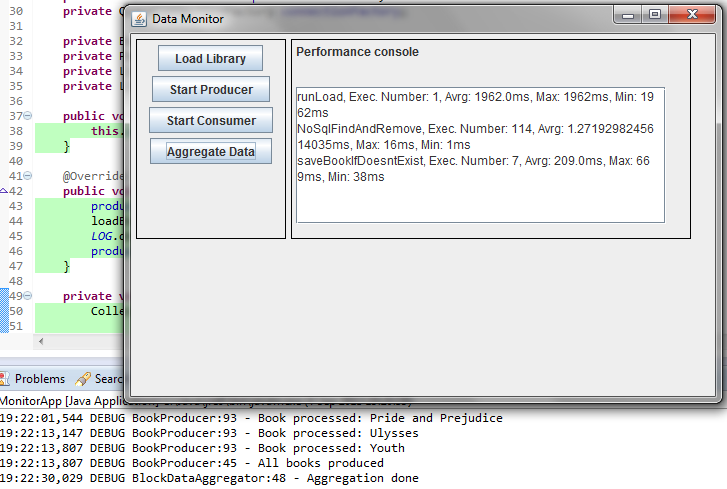 30 private C
31
32 private B
33 private P
34 private L
35 private L
36
37 public vo
38 this.
39 }
40
41 @Override
42 public vo
43 produ
44 loadB
45 LOG.
46 produ
47 }
48
49 private v
50 Colle
51
Data Monitor
Load Library
Start Producer
Start Consumer
Aggregate Data
Performance console
runLoad, Exec. Number: 1, Avrg: 1962.0ms, Max: 1962ms, Min: 19
62ms
NoSqlFindAndRemove, Exec. Number: 114, Avrg: 1.27192982456
14035ms, Max: 16ms, Min: 1ms
saveBookIfDoesntExist, Exec. Number: 7, Avrg: 209.0ms, Max: 66
9ms, Min: 38ms
Problems Searc
MonitorApp [Java Application]
19:22:01,544 DEBUG BookProducer:93 - Book processed: Pride and Prejudice
19:22:13,147 DEBUG BookProducer:93 - Book processed: Ulysses
19:22:13,807 DEBUG BookProducer:93 - Book processed: Youth
19:22:13,807 DEBUG BookProducer:45 - All books produced
19:22:30,029 DEBUG BlockDataAggregator:48 - Aggregation done